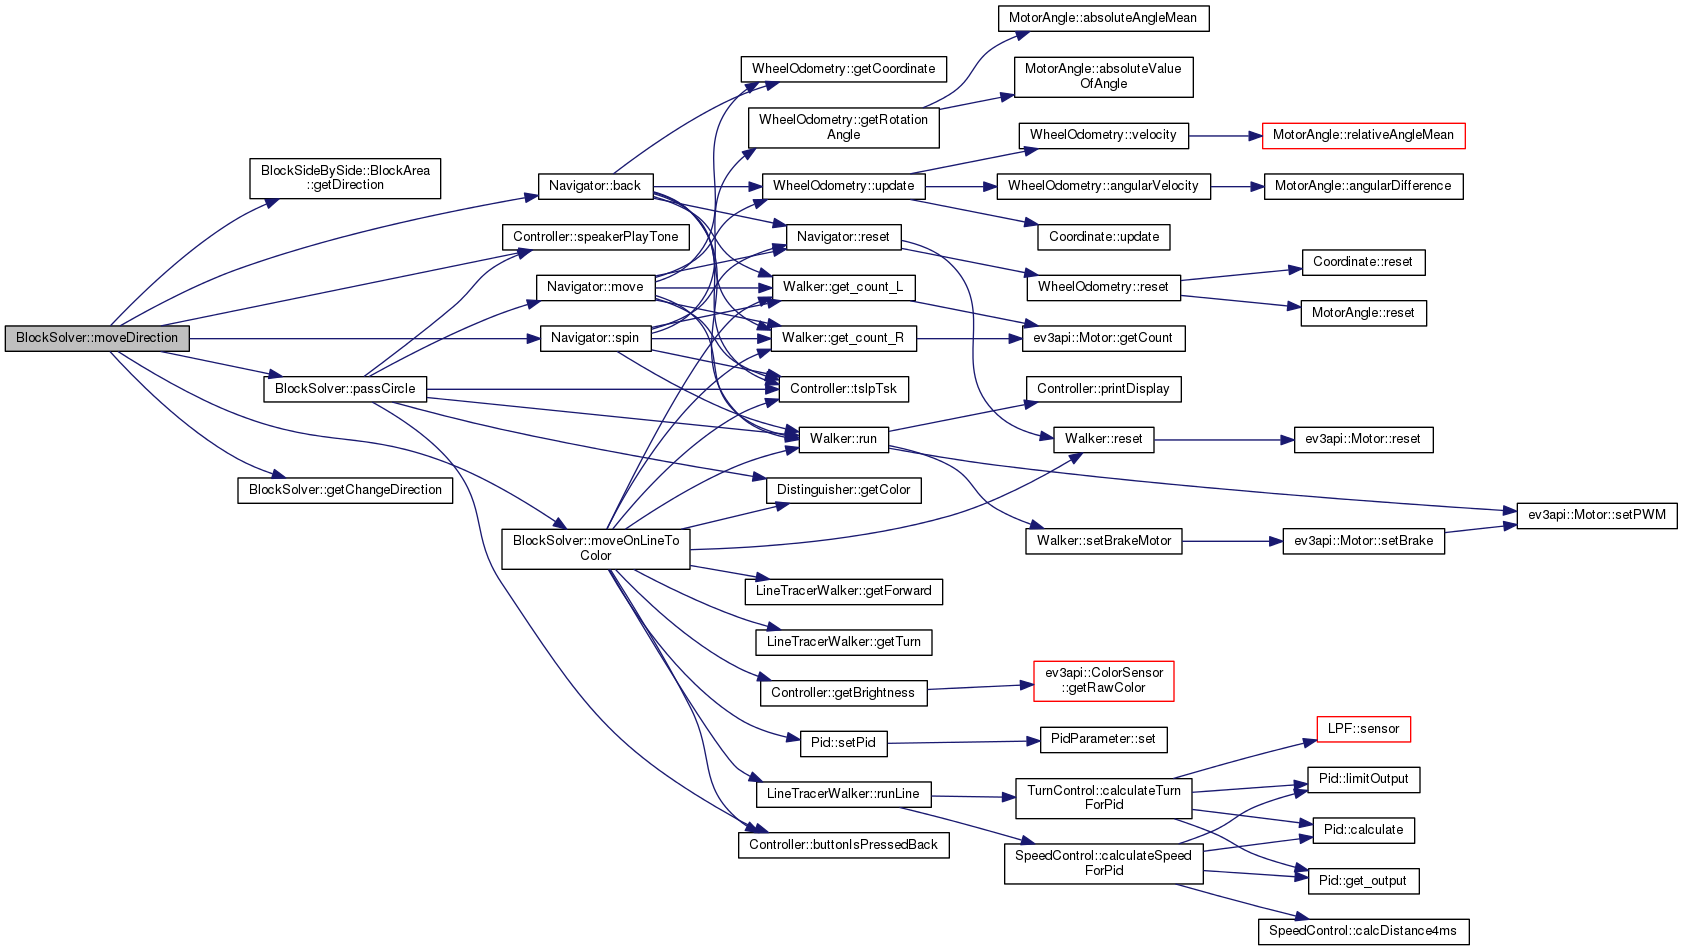 BlockSolver::moveDirection
BlockSideBySide::BlockArea
::getDirection
BlockSolver::passCircle
BlockSolver::getChangeDirection
Navigator::back
Controller::speakerPlayTone
Navigator::move
Navigator::spin
BlockSolver::moveOnLineTo
Color
WheelOdometry::getCoordinate
WheelOdometry::getRotation
Angle
WheelOdometry::update
Navigator::reset
Walker::get_count_L
Walker::get_count_R
Controller::tslpTsk
Walker::run
Distinguisher::getColor
LineTracerWalker::getForward
LineTracerWalker::getTurn
Controller::getBrightness
Pid::setPid
LineTracerWalker::runLine
Controller::buttonIsPressedBack
MotorAngle::absoluteAngleMean
MotorAngle::absoluteValue
OfAngle
WheelOdometry::velocity
WheelOdometry::angularVelocity
Coordinate::update
WheelOdometry::reset
ev3api::Motor::getCount
Controller::printDisplay
Walker::reset
Walker::setBrakeMotor
ev3api::ColorSensor
::getRawColor
PidParameter::set
TurnControl::calculateTurn
ForPid
SpeedControl::calculateSpeed
ForPid
MotorAngle::relativeAngleMean
MotorAngle::angularDifference
Coordinate::reset
MotorAngle::reset
ev3api::Motor::reset
ev3api::Motor::setBrake
ev3api::Motor::setPWM
LPF::sensor
Pid::limitOutput
Pid::calculate
Pid::get_output
SpeedControl::calcDistance4ms